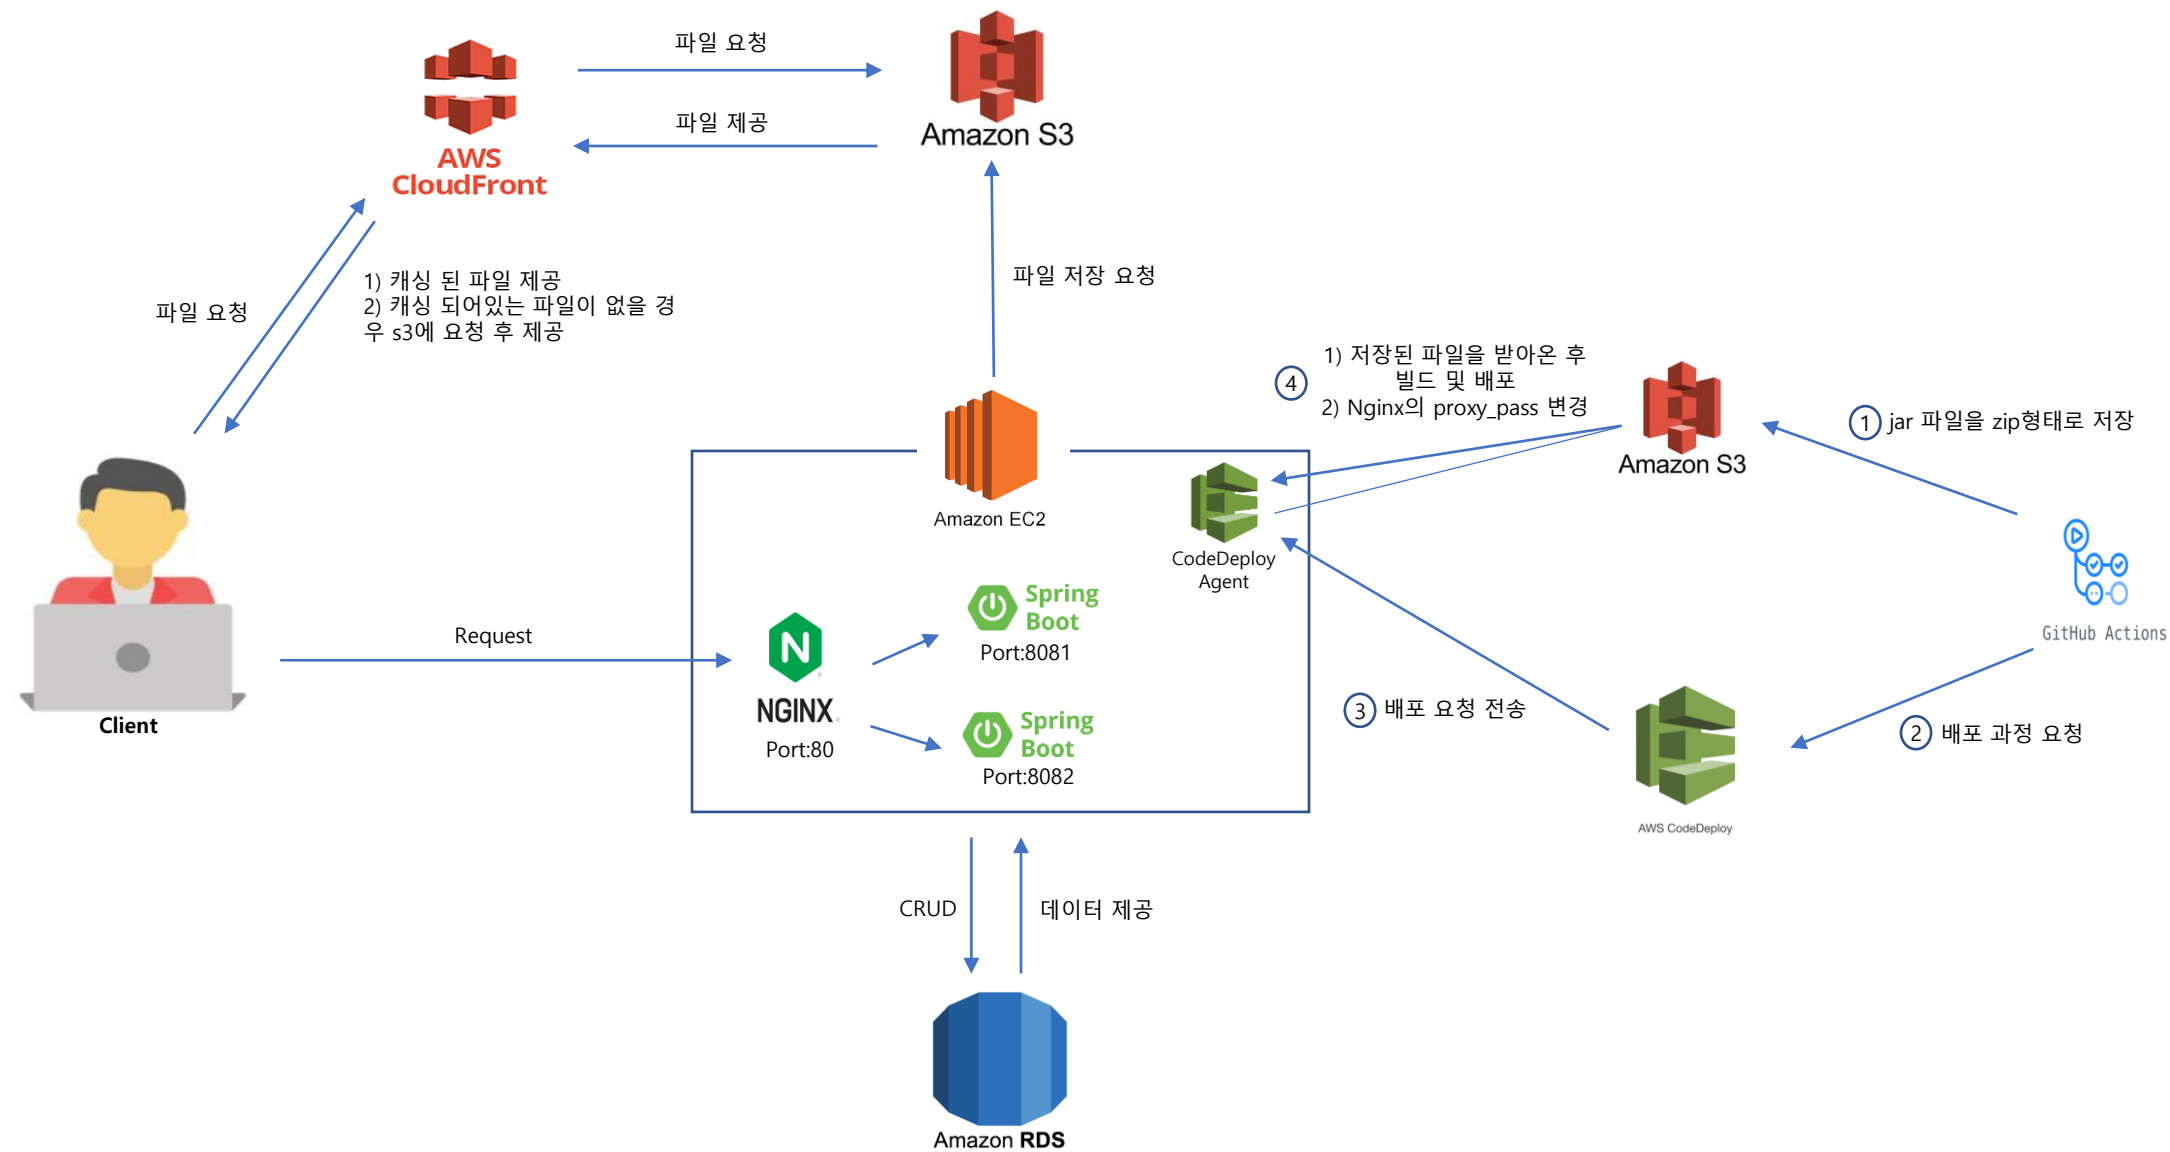 파일 요청
Amazon S3
파일 제공
AWS
CloudFront
파일 요청
1) 캐싱 된 파일 제공
2) 캐싱 되어있는 파일이 없을 경
우 s3에 요청 후 제공
파일 저장 요청
4
1) 저장된 파일을 받아온 후
빌드 및 배포
2) Nginx의 proxy_pass 변경
Amazon S3
1 jar 파일을 zip형태로 저장
Amazon EC2
CodeDeploy
Agent
GitHub Actions
Request
N
NGINX
Port:80
Spring
Boot
Port:8081
Spring
Boot
Port:8082
Client
3 배포 요청 전송
2 배포 과정 요청
AWS CodeDeploy
CRUD
데이터 제공
Amazon RDS